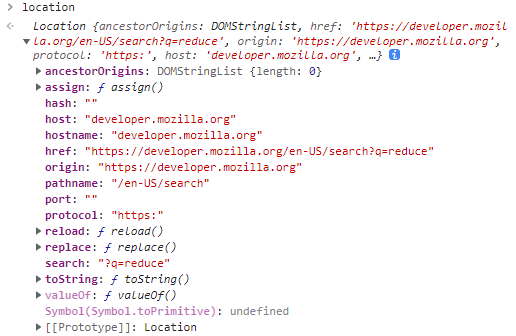 > location
Location {ancestorOrigins: DOMStringList, href: 'https://developer.mozil
la.org/en-US/search?q=reduce', origin: 'https://developer.mozilla.org',
protocol: 'https:', host: 'developer.mozilla.org', …} i
ancestorOrigins: DOMStringList {length: 0}
assign: ƒ assign()
hash: ""
host: "developer.mozilla.org"
hostname: "developer.mozilla.org"
href: "https://developer.mozilla.org/en-US/search?q=reduce"
origin: "https://developer.mozilla.org"
pathname: "/en-US/search"
port: ""
protocol: "https:"
reload: ƒ reload()
replace: ƒ replace()
search: "?q=reduce"
toString: ƒ toString()
valueOf: ƒ valueOf()
Symbol(Symbol.toPrimitive): undefined
[[Prototype]]: Location